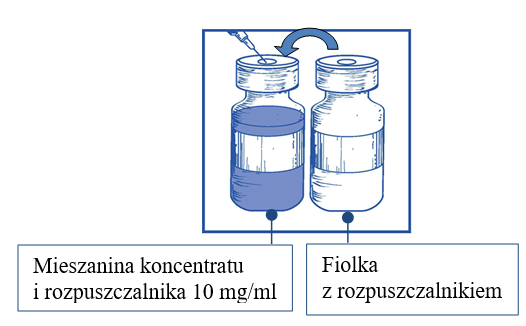 Mieszanina koncentratu
i rozpuszczalnika 10 mg/ml
Fiolka
z rozpuszczalnikiem